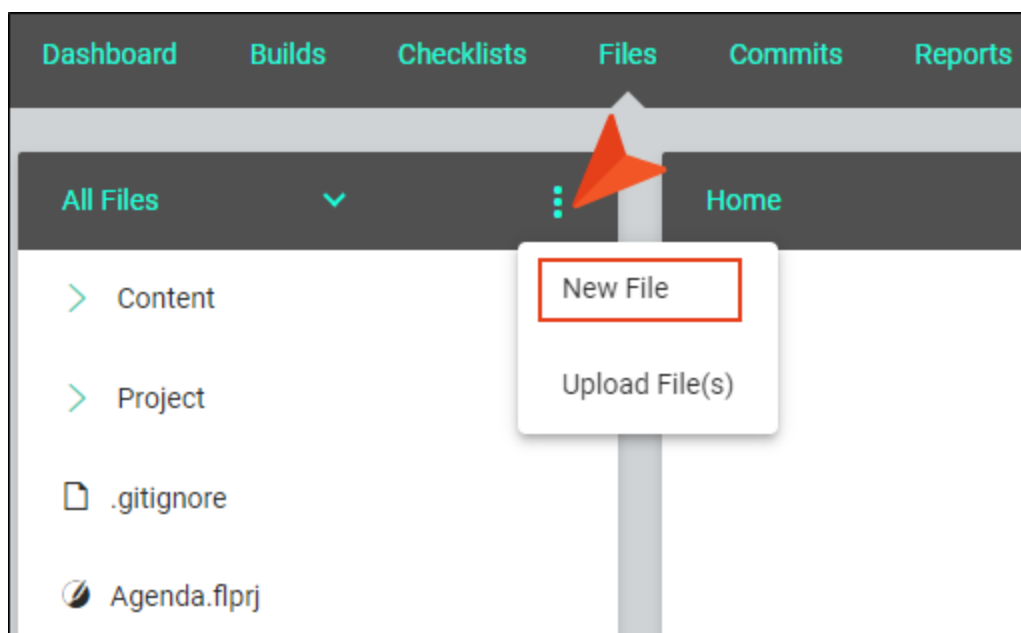 Dashboard Builds Checklists Files Commits Reports
All Files
Home
New File
Upload File(s)
Content
Project
.gitignore
Agenda.flprj